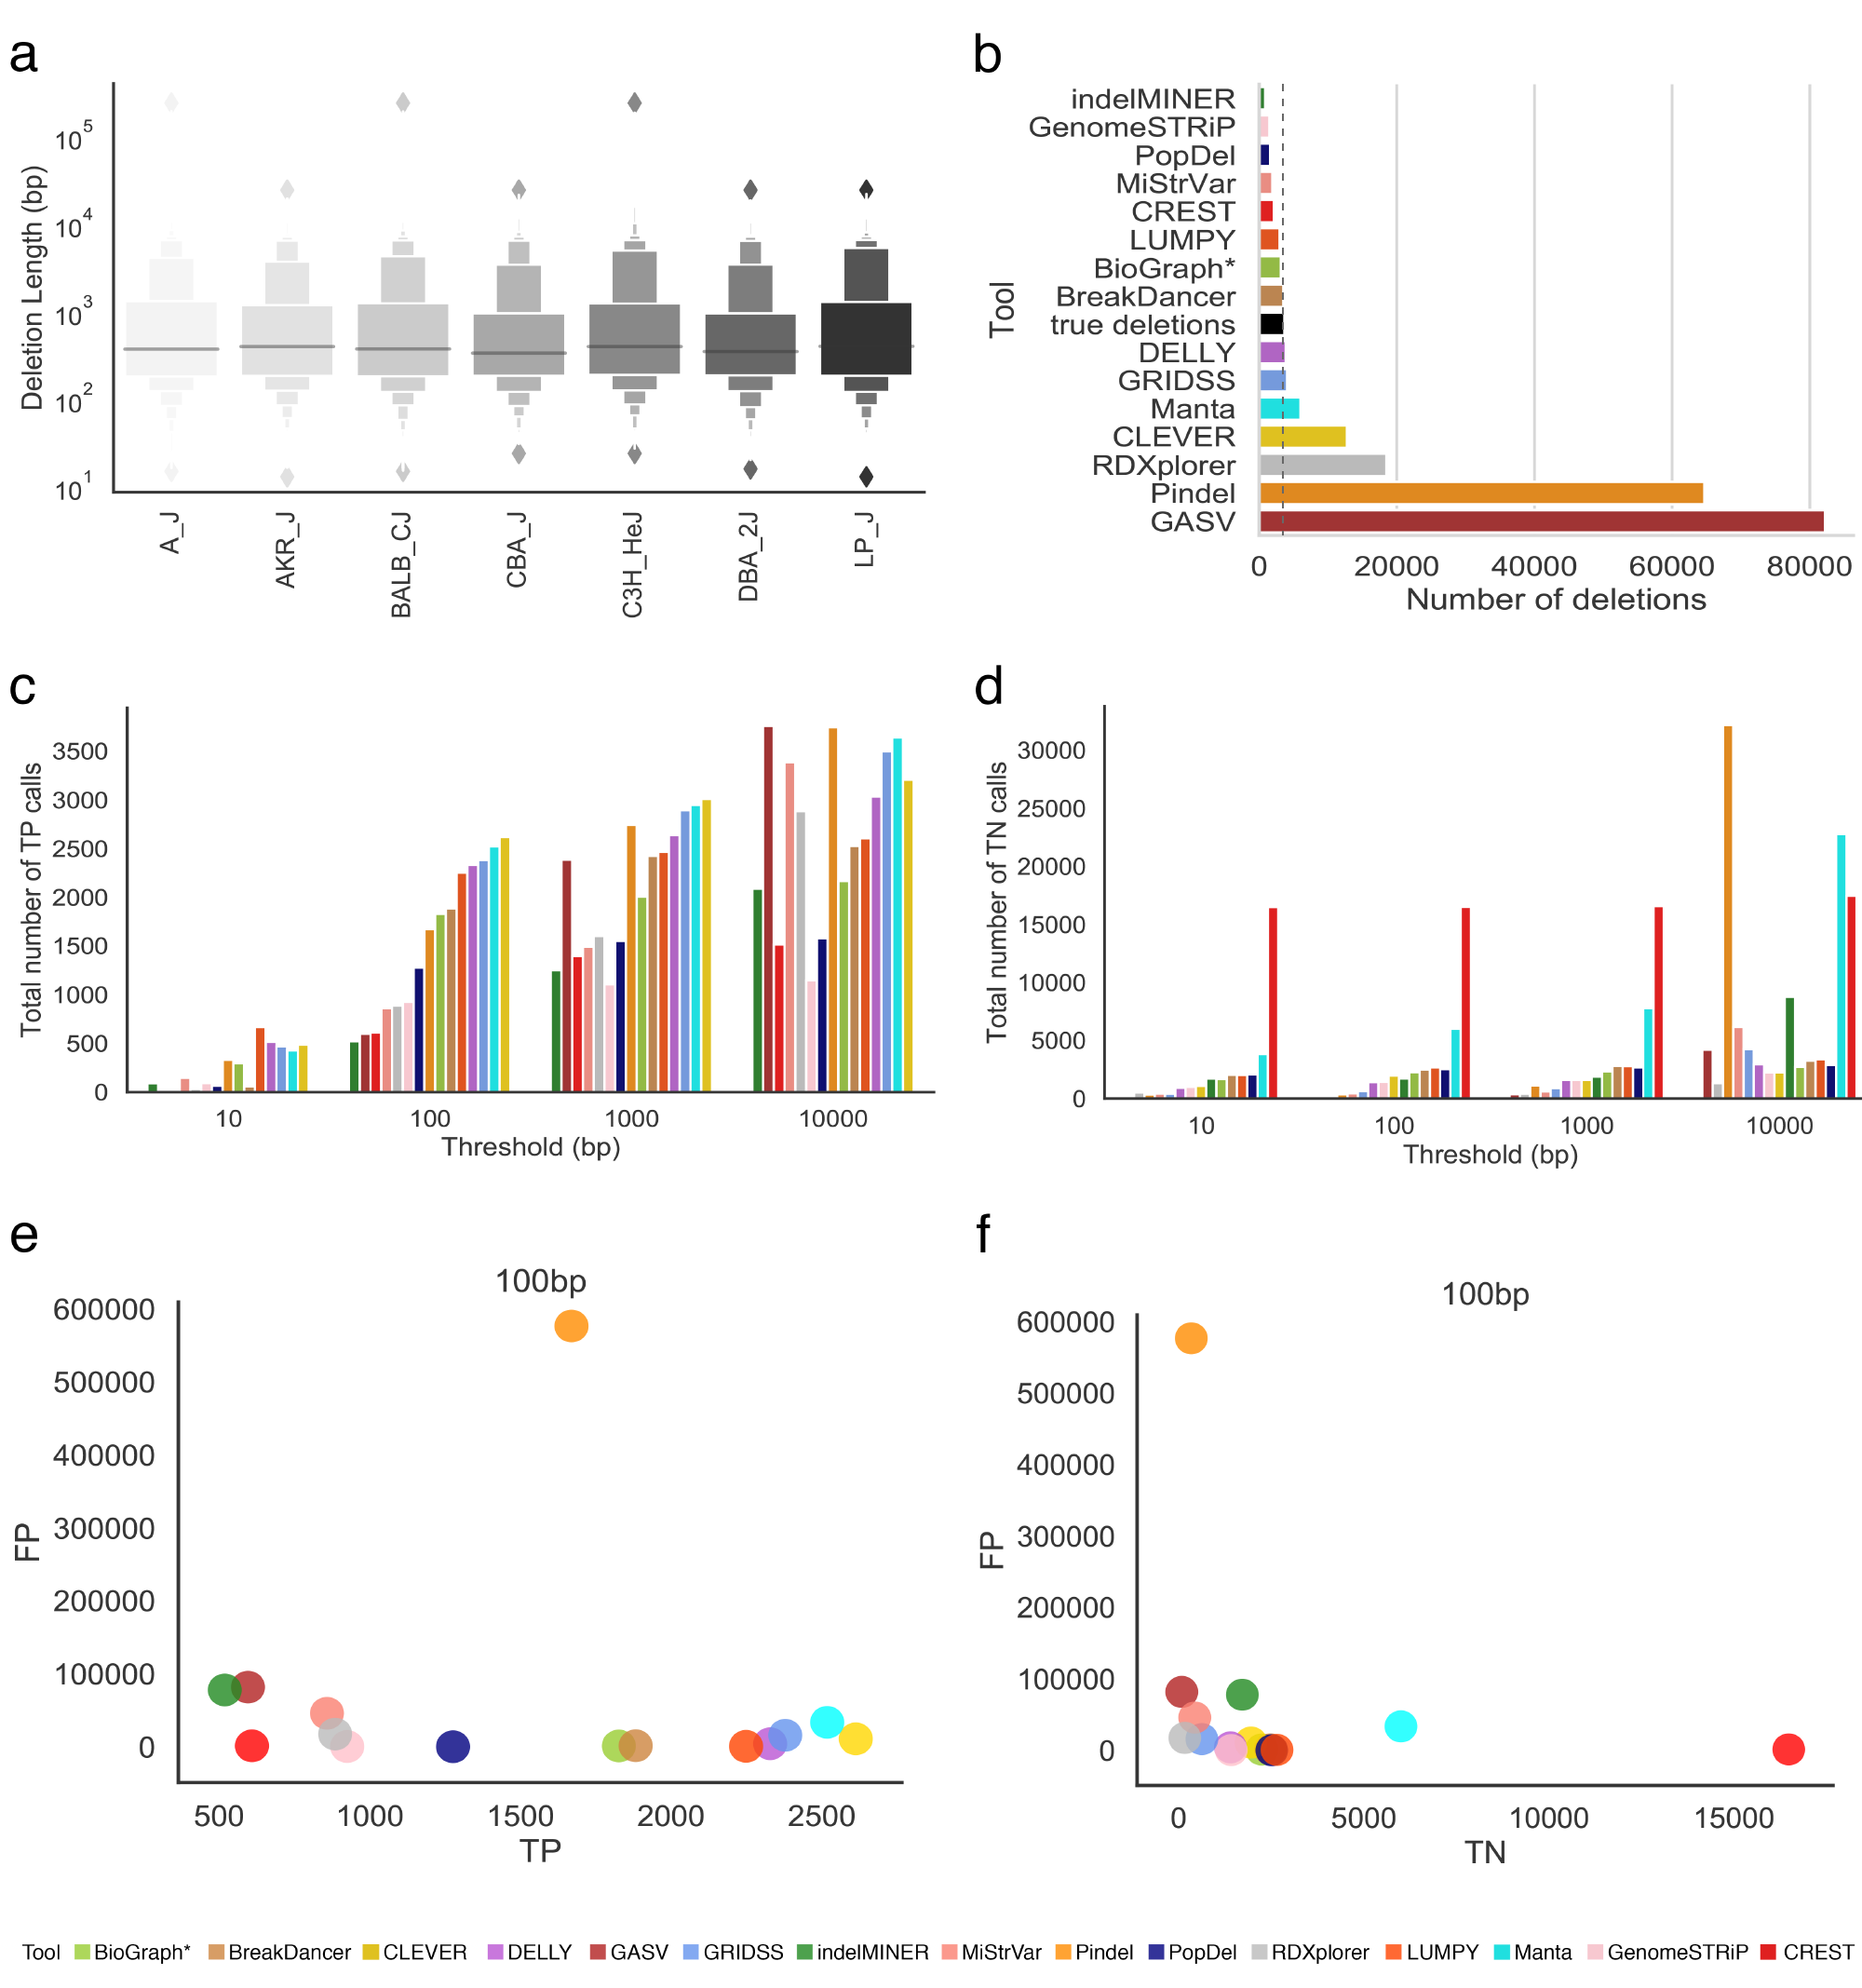 a
Deletion Length (bp)
10^5
10^4
10^3
10^2
10^1
A_J
AKR_J
BALB_CJ
CBA_J
C3H_HeJ
DBA_2J
LP_J
b
Tool
indelMINER
GenomeSTRiP
PopDel
MiStrVar
CREST
LUMPY
BioGraph*
BreakDancer
true deletions
DELLY
GRIDSS
Manta
CLEVER
RDXplorer
Pindel
GASV
0 20000 40000 60000 80000
Number of deletions
c
Total number of TP calls
3500
3000
2500
2000
1500
1000
500
0
10 100 1000 10000
Threshold (bp)
d
Total number of TN calls
30000
25000
20000
15000
10000
5000
0
10 100 1000 10000
Threshold (bp)
e
100bp
FP
600000
500000
400000
300000
200000
100000
0
500 1000 1500 2000 2500
TP
f
100bp
FP
600000
500000
400000
300000
200000
100000
0
0 5000 10000 15000
TN
Tool BioGraph* BreakDancer CLEVER DELLY GASV GRIDSS indelMINER MiStrVar Pindel PopDel RDXplorer LUMPY Manta GenomeSTRiP CREST